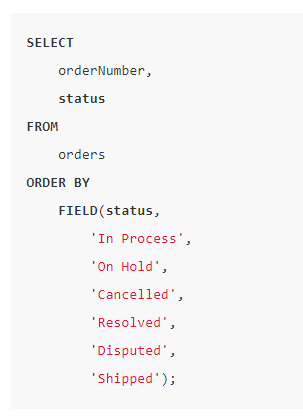 SELECT
    orderNumber,
    status
FROM
    orders
ORDER BY
    FIELD(status,
        'In Process',
        'On Hold',
        'Cancelled',
        'Resolved',
        'Disputed',
        'Shipped');